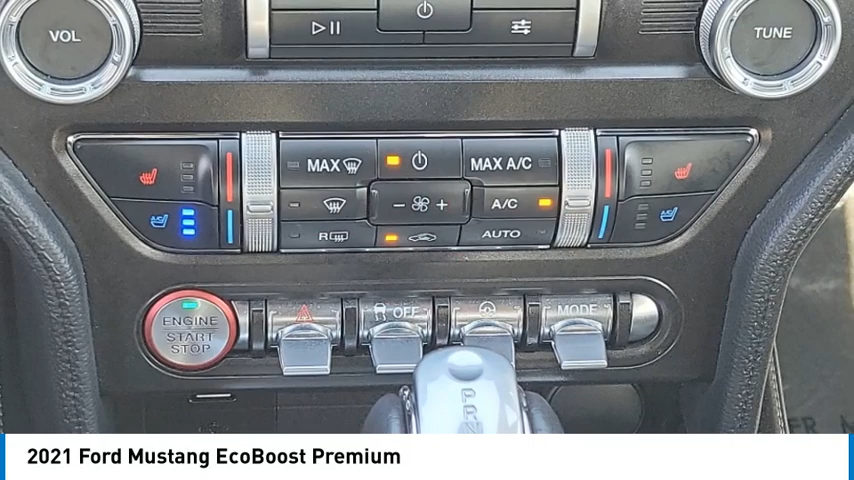 VOL
TUNE
MAX
MAX A/C
A/C
R
AUTO
ENGINE
START
STOP
OFF
MODE
P R N
2021 Ford Mustang EcoBoost Premium